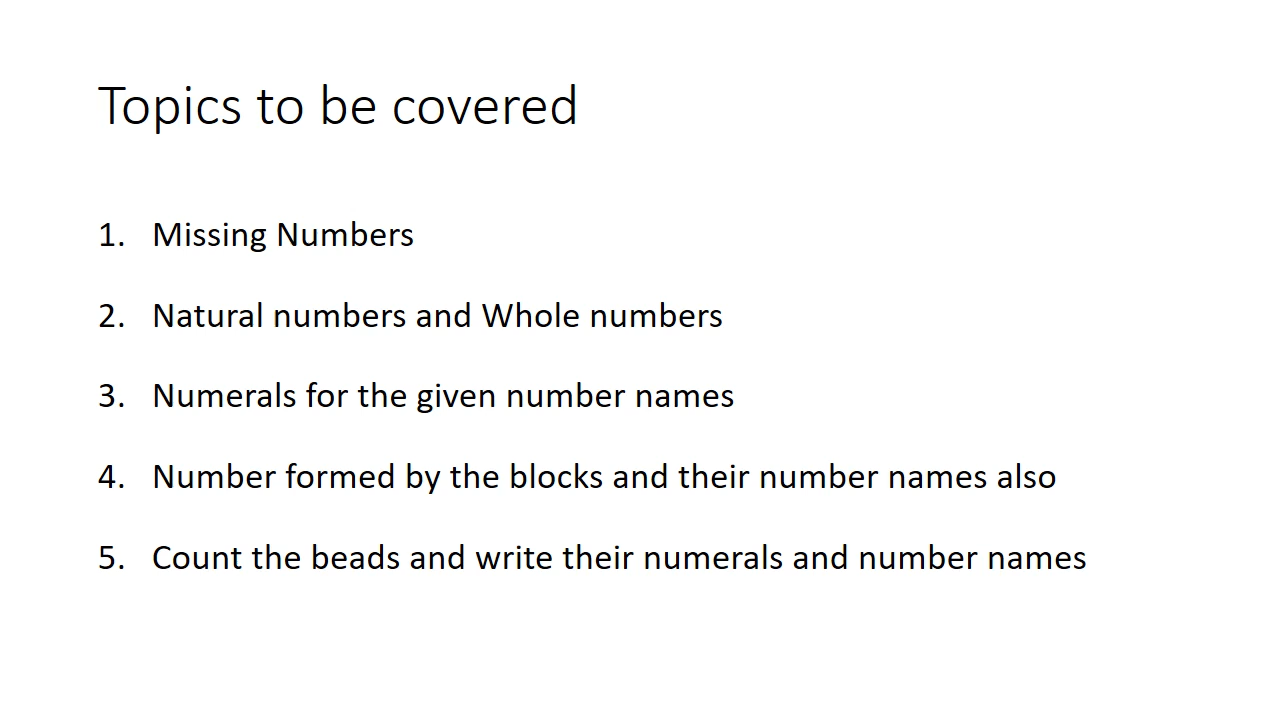 Topics to be covered
1. Missing Numbers
2. Natural numbers and Whole numbers
3. Numerals for the given number names
4. Number formed by the blocks and their number names also
5. Count the beads and write their numerals and number names